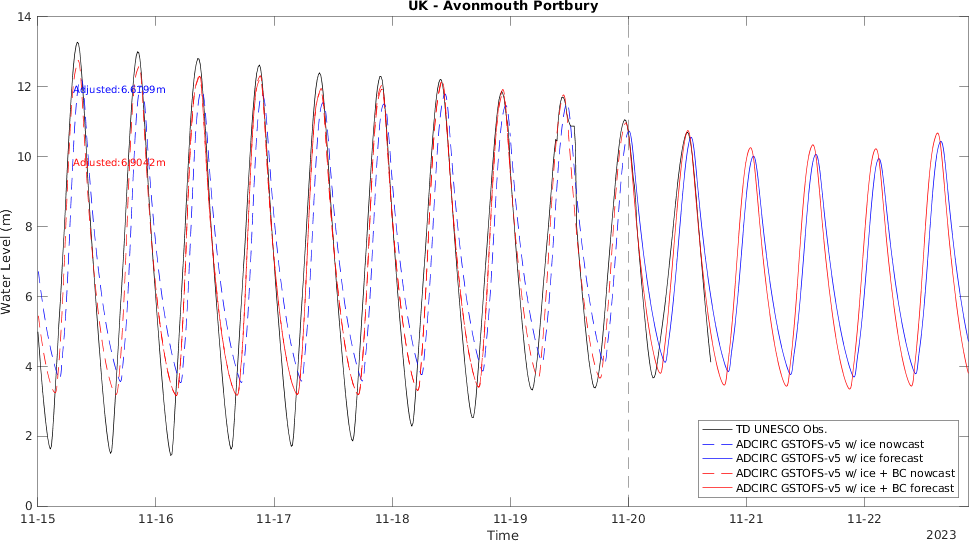 UK - Avonmouth Portbury
14
12
10
8
6
4
2
0
Water Level (m)
Adjusted:6.6199m
Adjusted:6.9042m
TD UNESCO Obs.
ADCIRC GSTOFS-v5 w/ ice nowcast
ADCIRC GSTOFS-v5 w/ ice forecast
ADCIRC GSTOFS-v5 w/ ice + BC nowcast
ADCIRC GSTOFS-v5 w/ ice + BC forecast
11-15 11-16 11-17 11-18 11-19 11-20 11-21 11-22
Time
2023